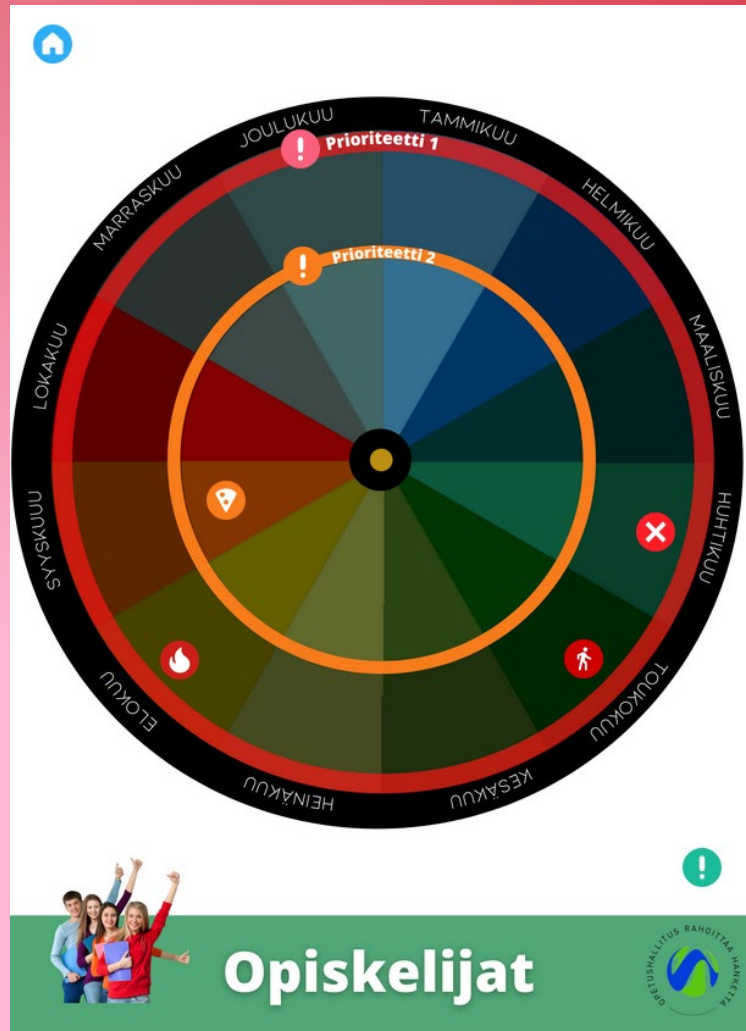 JOULUKUU
TAMMIKUU
HELMIKUU
MAALISKUU
HUHTIKUU
TOUKOKUU
KESÄKUU
HEINÄKUU
ELOKUU
SYYSKUUU
LOKAKUU
MARRASKUU
Prioriteetti 1
Prioriteetti 2
Opiskelijat
OPETUSHALLITUS RAHOITTAA HANKETTA